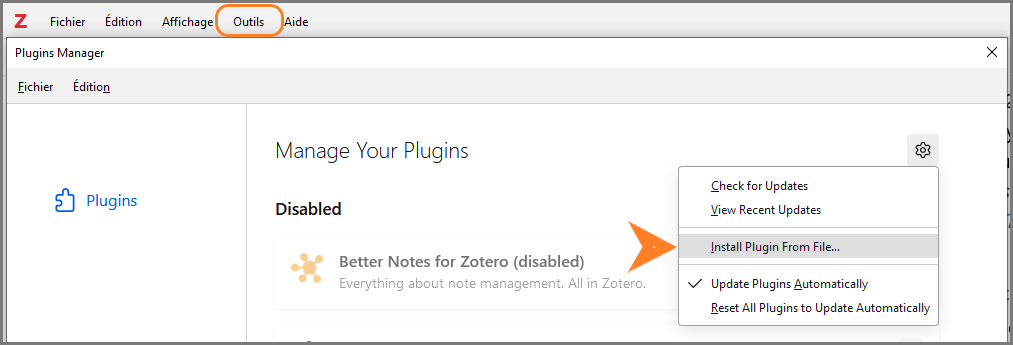 Z Fichier Édition Affichage Outils Aide
Plugins Manager
Fichier Édition
Manage Your Plugins
Plugins
Check for Updates
View Recent Updates
Install Plugin From File...
Update Plugins Automatically
Reset All Plugins to Update Automatically
Disabled
Better Notes for Zotero (disabled)
Everything about note management. All in Zotero.